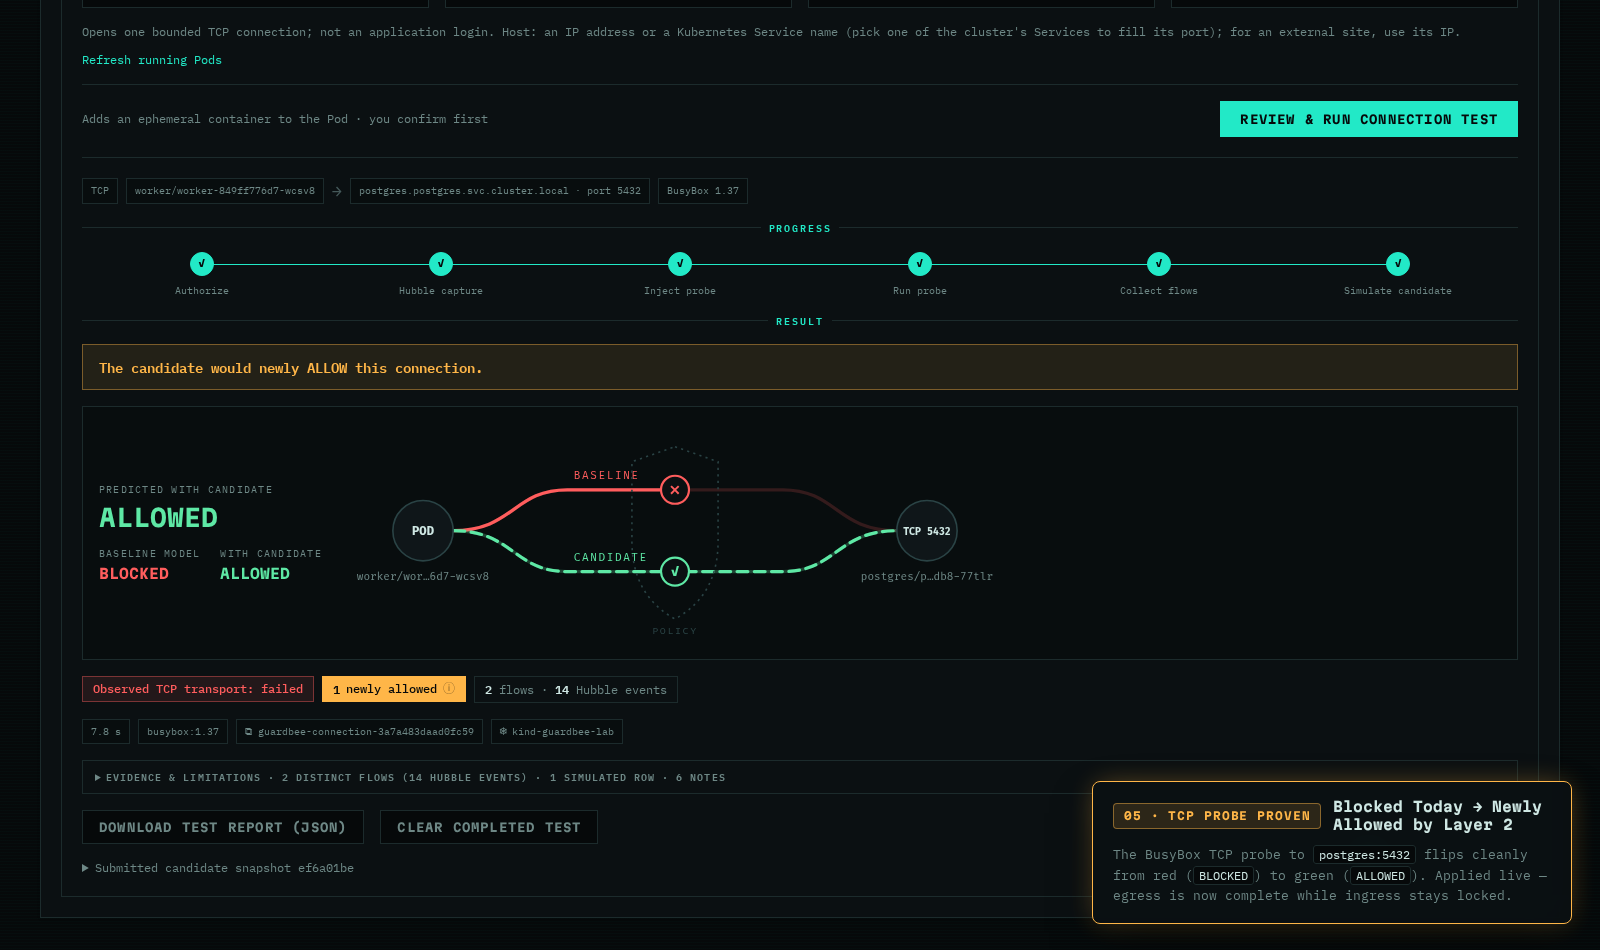 Opens one bounded TCP connection; not an application login. Host: an IP address or a Kubernetes Service name (pick one of the cluster's Services to fill its port); for an external site, use its IP.
Refresh running Pods
Adds an ephemeral container to the Pod · you confirm first
REVIEW & RUN CONNECTION TEST
TCP worker/worker-849ff776d7-wcsv8 → postgres.postgres.svc.cluster.local · port 5432 BusyBox 1.37
PROGRESS
Authorize Hubble capture Inject probe Run probe Collect flows Simulate candidate
RESULT
The candidate would newly ALLOW this connection.
PREDICTED WITH CANDIDATE
ALLOWED
BASELINE MODEL WITH CANDIDATE
BLOCKED ALLOWED
BASELINE
POD
TCP 5432
CANDIDATE
worker/wor…6d7-wcsv8
postgres/p…db8-77tlr
POLICY
Observed TCP transport: failed 1 newly allowed ⓘ 2 flows · 14 Hubble events
7.8 s busybox:1.37 guardbee-connection-3a7a483daad0fc59 kind-guardbee-lab
EVIDENCE & LIMITATIONS · 2 DISTINCT FLOWS (14 HUBBLE EVENTS) · 1 SIMULATED ROW · 6 NOTES
DOWNLOAD TEST REPORT (JSON) CLEAR COMPLETED TEST
Submitted candidate snapshot ef6a01be
05 · TCP PROBE PROVEN
Blocked Today → Newly
Allowed by Layer 2
The BusyBox TCP probe to postgres:5432 flips cleanly
from red (BLOCKED) to green (ALLOWED). Applied live —
egress is now complete while ingress stays locked.